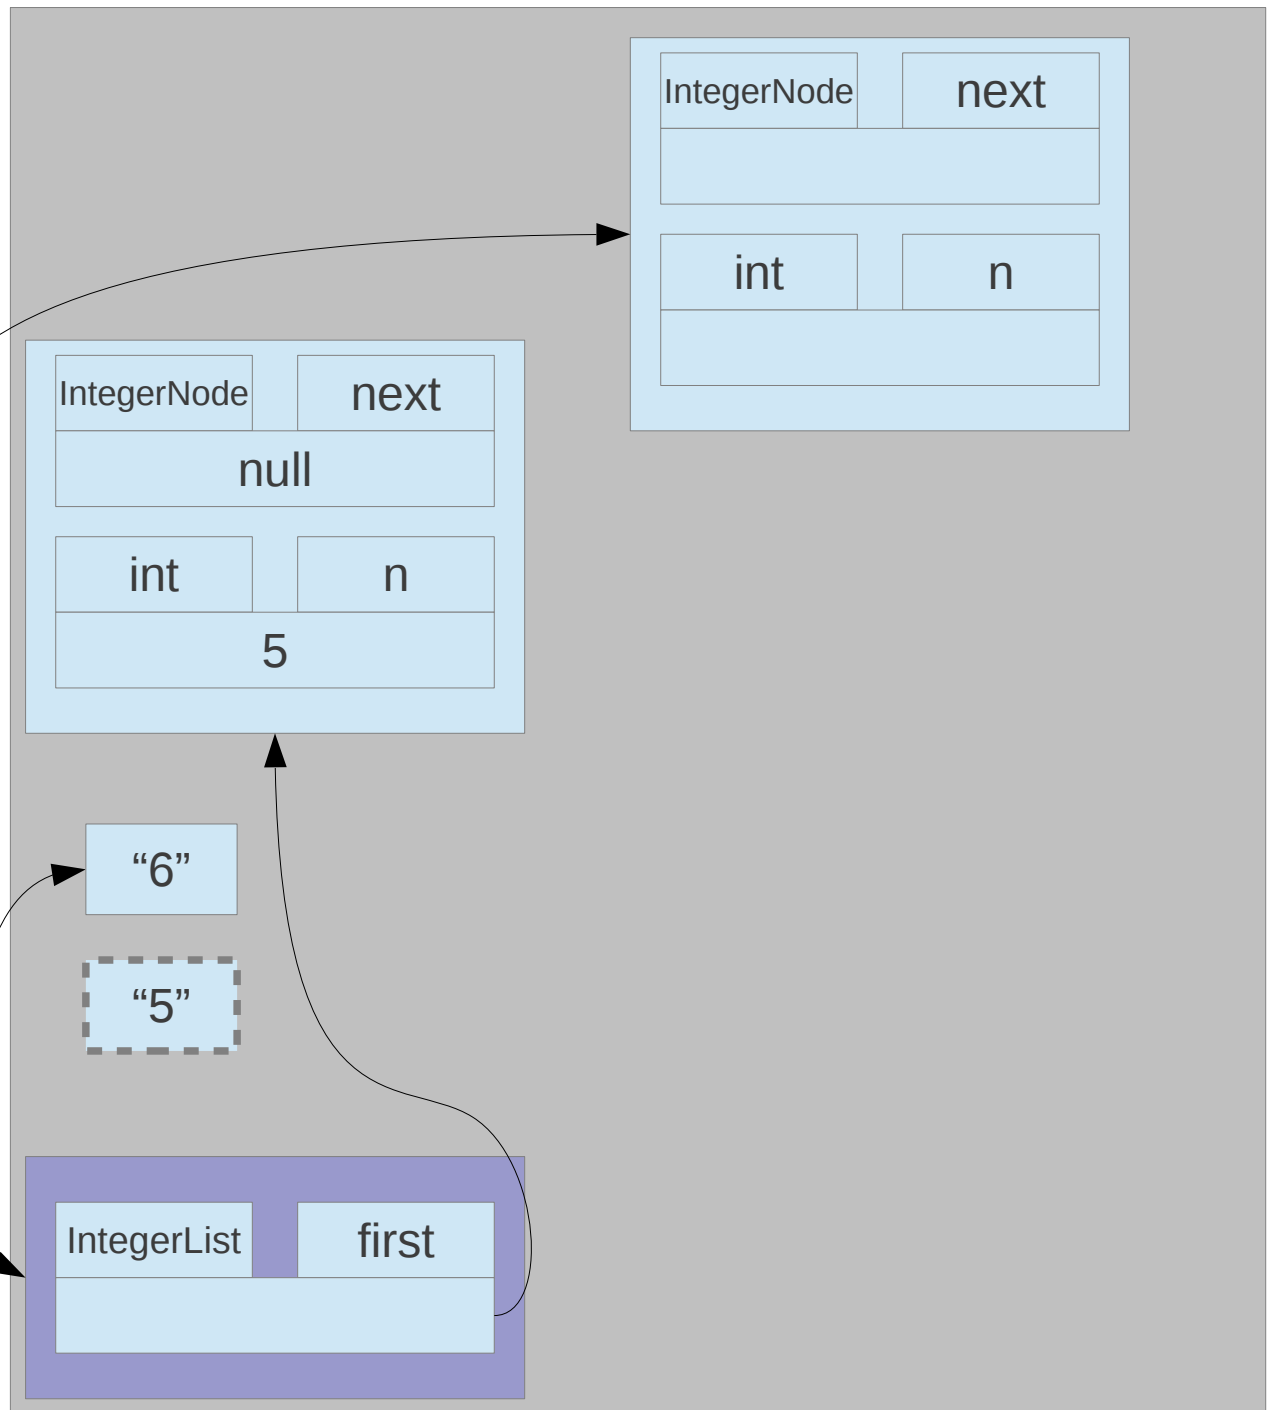 IntegerNode next
int n
IntegerNode next
null
int n
5
“6”
“5”
IntegerList first